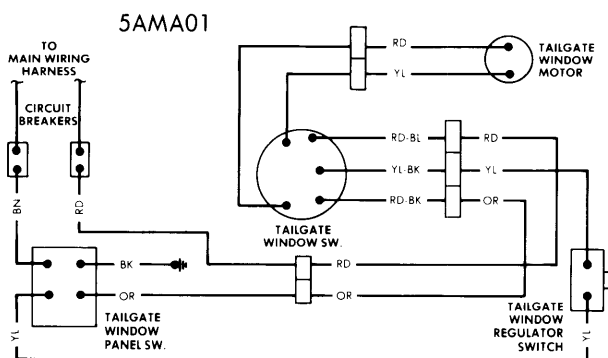 5AMA01
TO
MAIN WIRING
HARNESS
CIRCUIT
BREAKERS
RD
YL
TAILGATE
WINDOW
MOTOR
RD-BL
RD
YL-BK
YL
RD-BK
OR
TAILGATE
WINDOW SW.
BN
RD
BK
RD
OR
OR
YL
TAILGATE
WINDOW
PANEL SW.
TAILGATE
WINDOW
REGULATOR
SWITCH
YL